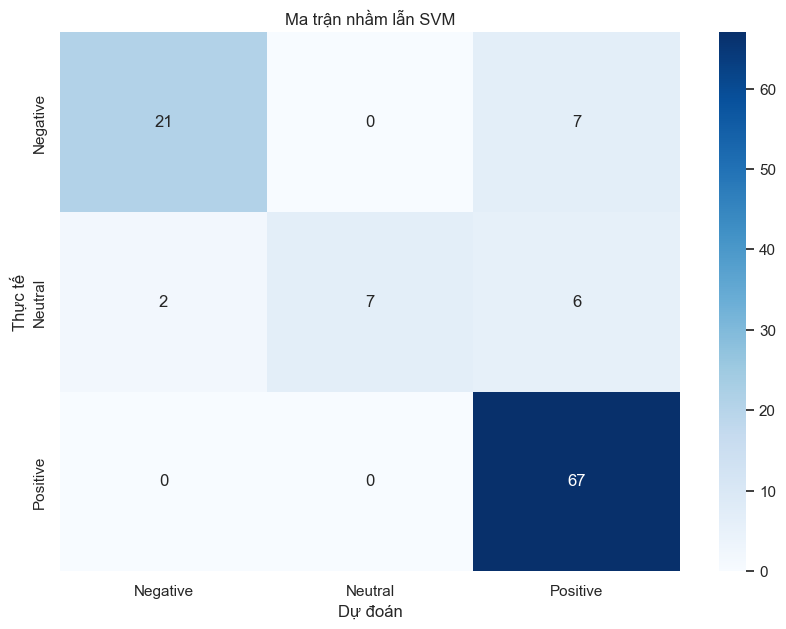 Ma trận nhầm lẫn SVM
Negative
21
0
7
Neutral
2
7
6
Positive
0
0
67
Thực tế
Negative
Neutral
Positive
Dự đoán
60
50
40
30
20
10
0